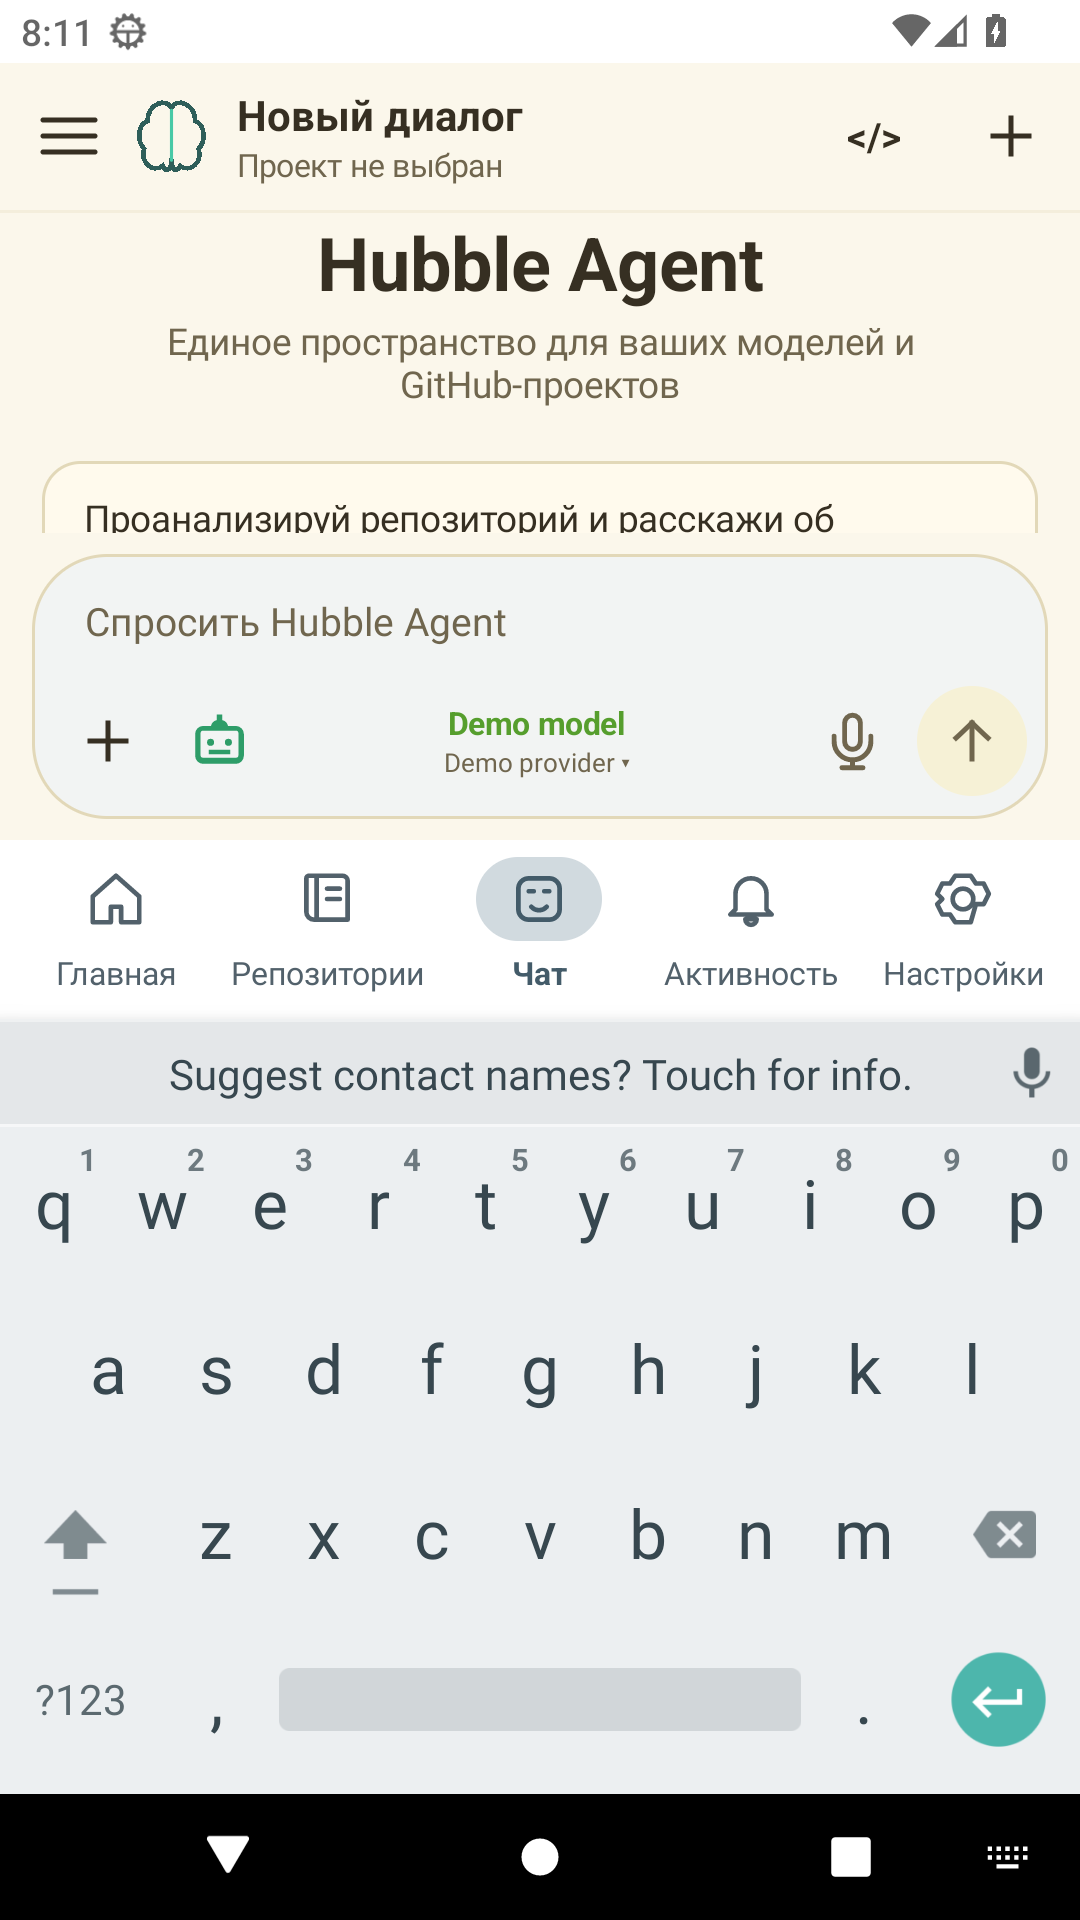 8:11
Новый диалог
Проект не выбран
</>
Hubble Agent
Единое пространство для ваших моделей и
GitHub-проектов
Проанализируй репозиторий и расскажи об
Спросить Hubble Agent
Demo model
Demo provider ▾
Главная Репозитории Чат Активность Настройки
Suggest contact names? Touch for info.
1 2 3 4 5 6 7 8 9 0
q w e r t y u i o p
a s d f g h j k l
z x c v b n m
?123 , .